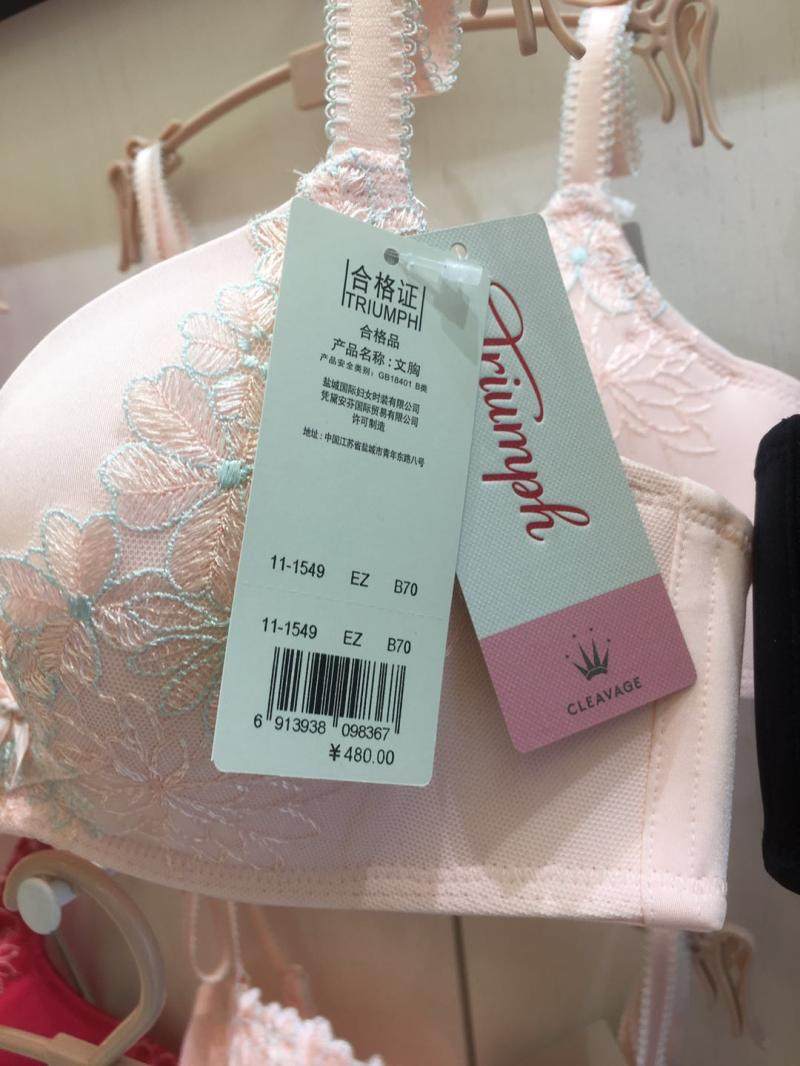 合格证
TRIUMPH
合格品
产品名称：文胸
产品安全类别：GB18401 B类
盐城国际妇女时装有限公司
凭黛安芬国际贸易有限公司
许可制造
地址：中国江苏省盐城市青年东路八号
11-1549 EZ B70
11-1549 EZ B70
6 913938 098367
¥480.00
Triumph
CLEAVAGE